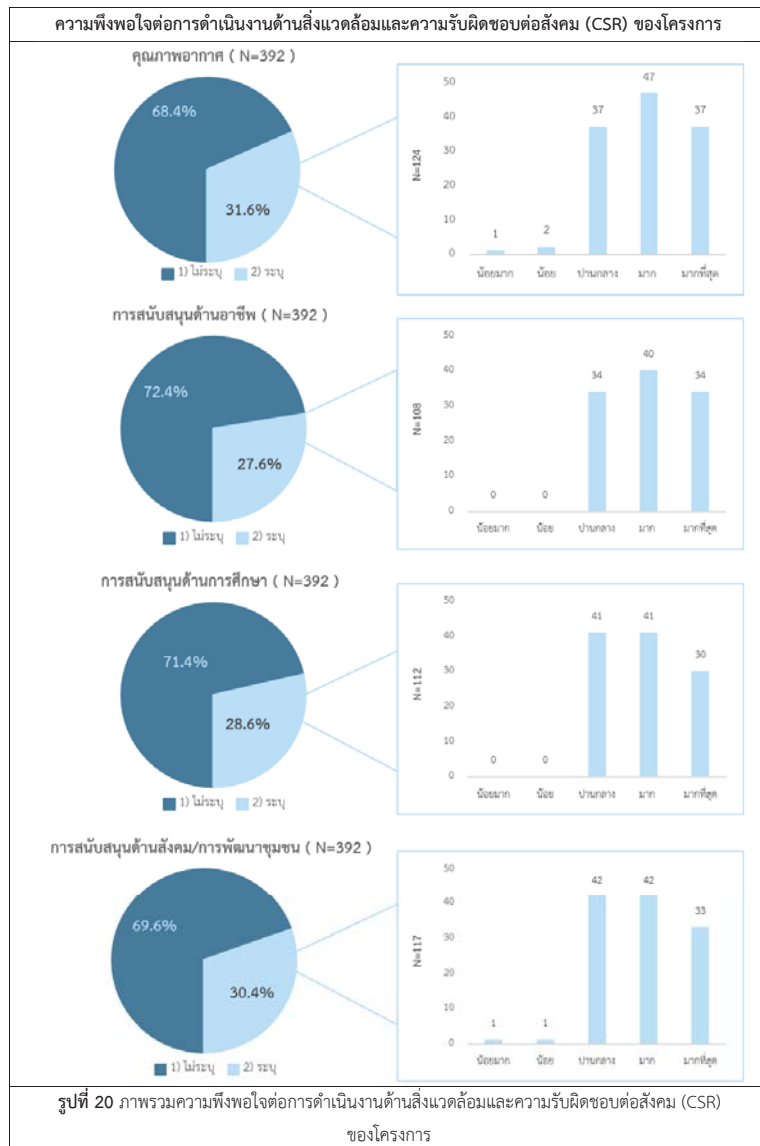 ความพึงพอใจต่อการดำเนินงานด้านสิ่งแวดล้อมและความรับผิดชอบต่อสังคม (CSR) ของโครงการ
คุณภาพอากาศ ( N=392 )
68.4%
31.6%
1) ไม่ระบุ 2) ระบุ
N=124
50
40
30
20
10
0
1
2
37
47
37
น้อยมาก น้อย ปานกลาง มาก มากที่สุด
การสนับสนุนด้านอาชีพ ( N=392 )
72.4%
27.6%
1) ไม่ระบุ 2) ระบุ
N=108
50
40
30
20
10
0
0
0
34
40
34
น้อยมาก น้อย ปานกลาง มาก มากที่สุด
การสนับสนุนด้านการศึกษา ( N=392 )
71.4%
28.6%
1) ไม่ระบุ 2) ระบุ
N=112
50
40
30
20
10
0
0
0
41
41
30
น้อยมาก น้อย ปานกลาง มาก มากที่สุด
การสนับสนุนด้านสังคม/การพัฒนาชุมชน ( N=392 )
69.6%
30.4%
1) ไม่ระบุ 2) ระบุ
N=117
50
40
30
20
10
0
1
1
42
42
33
น้อยมาก น้อย ปานกลาง มาก มากที่สุด
รูปที่ 20 ภาพรวมความพึงพอใจต่อการดำเนินงานด้านสิ่งแวดล้อมและความรับผิดชอบต่อสังคม (CSR)
ของโครงการ